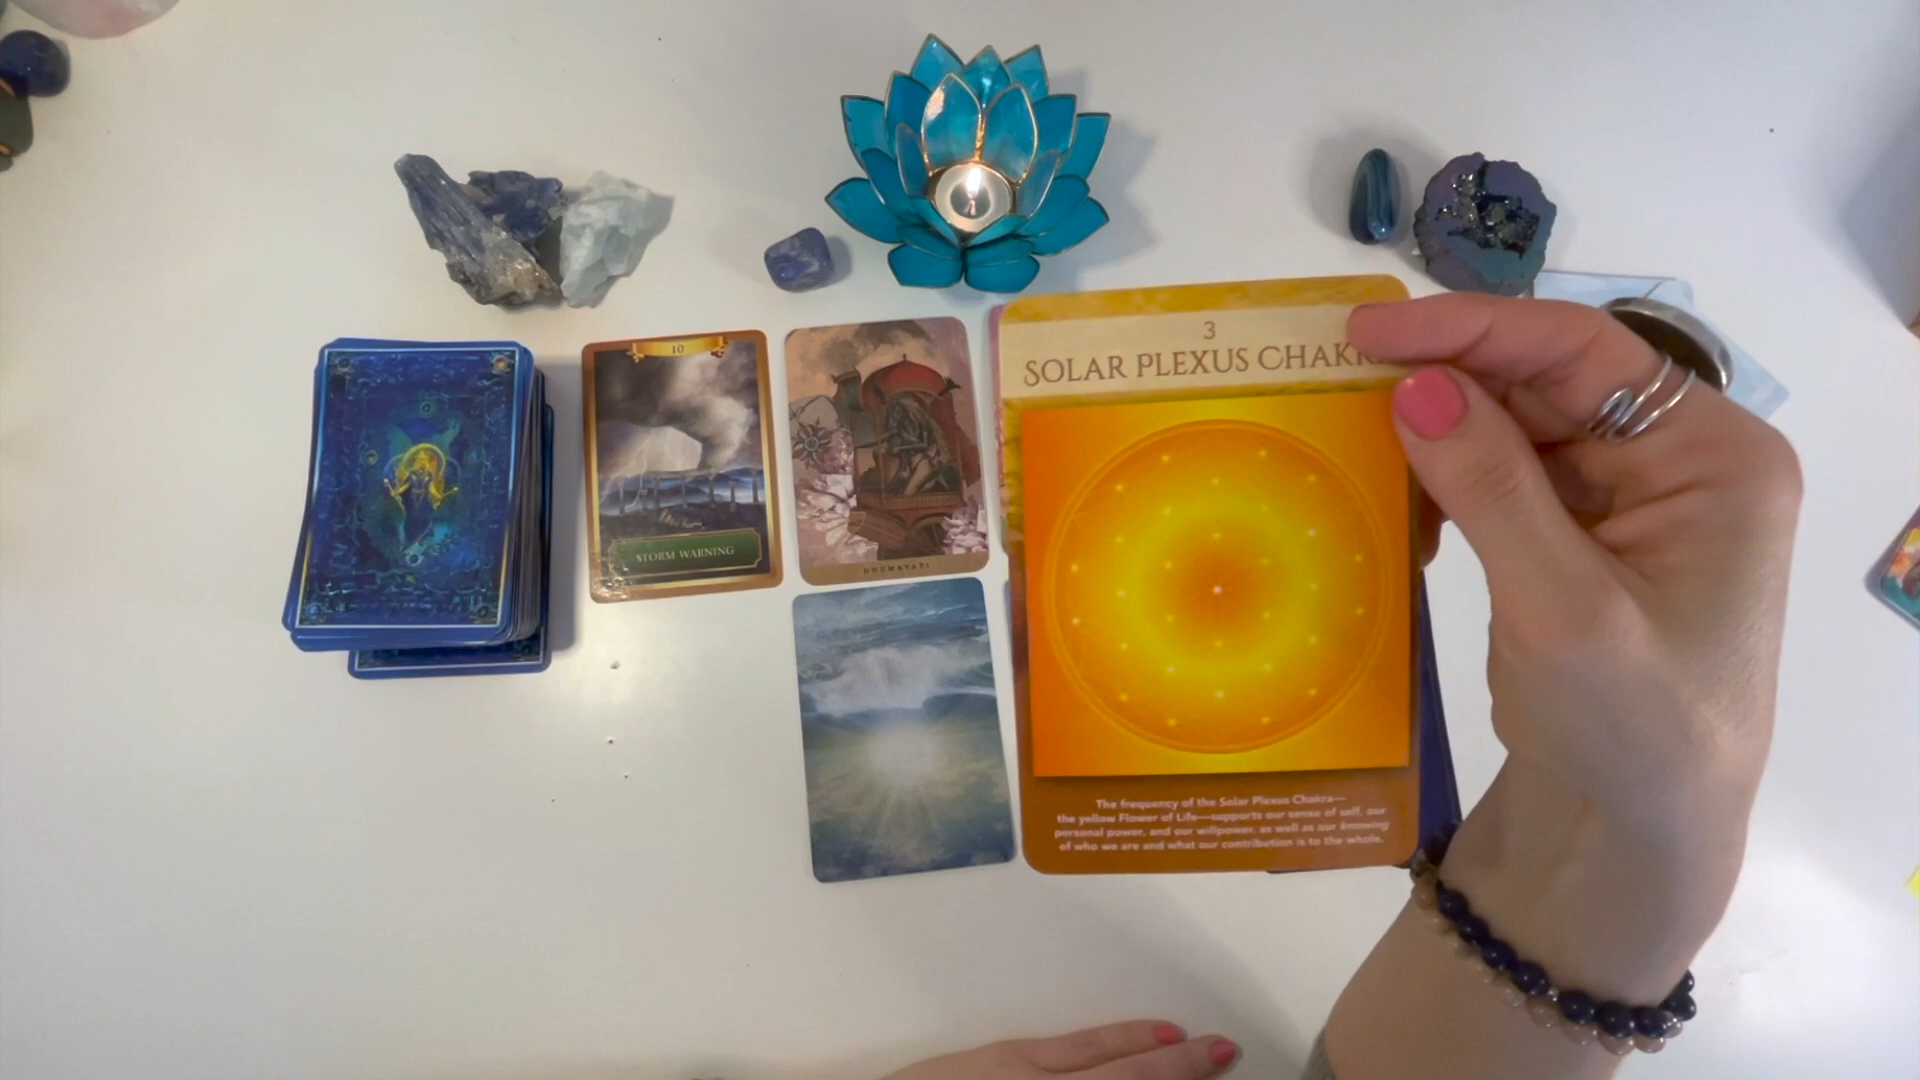 10
STORM WARNING
3
SOLAR PLEXUS CHAKR
The frequency of the Solar Plexus Chakra—
the yellow Flower of Life—supports our sense of self, our
personal power, and our willpower, as well as our knowing
of who we are and what our contribution is to the whole.